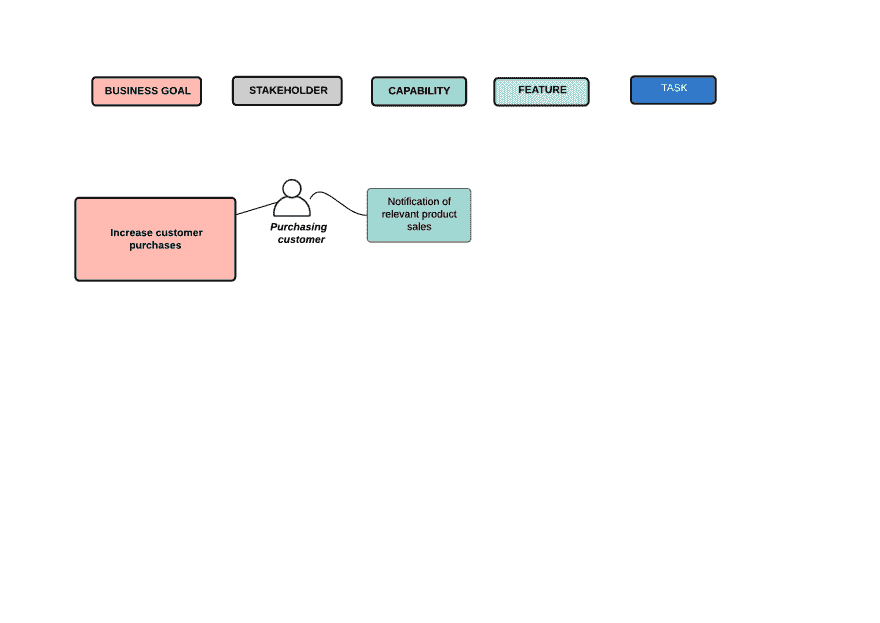 BUSINESS GOAL
STAKEHOLDER
CAPABILITY
FEATURE
TASK
Increase customer
purchases
Purchasing
customer
Notification of
relevant product
sales